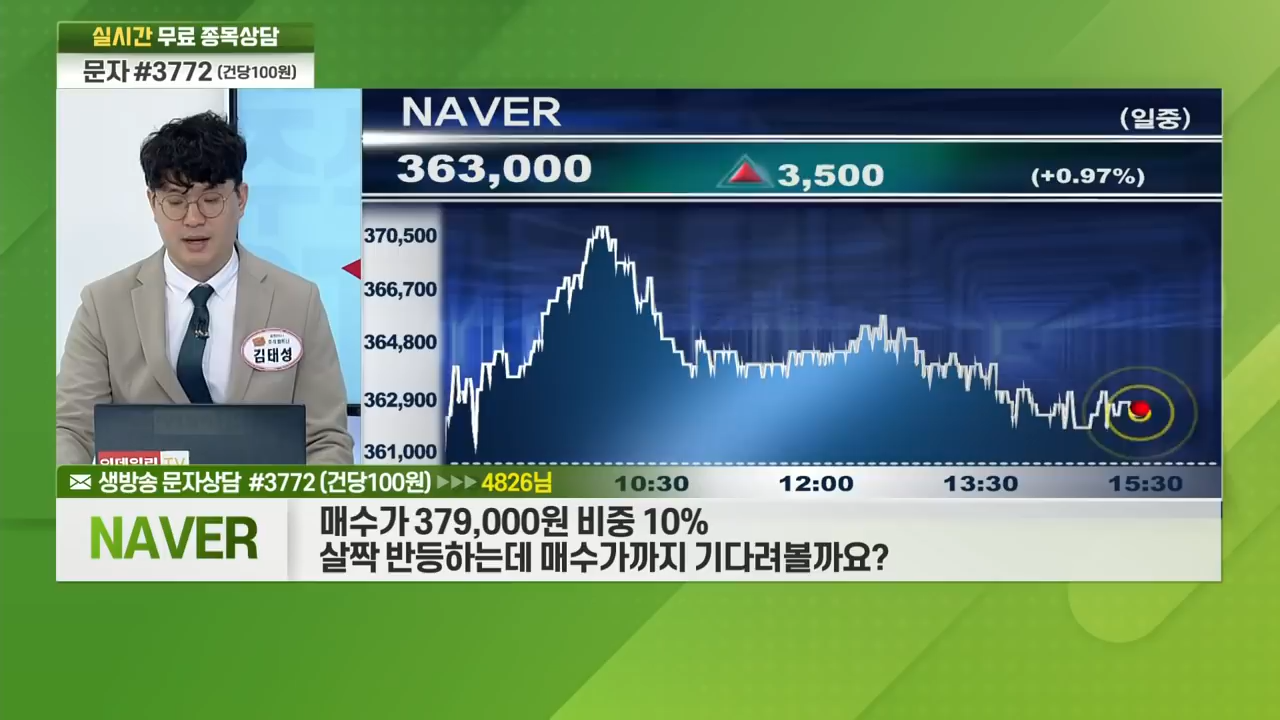 실시간 무료 종목상담
문자 #3772 (건당100원)
NAVER
(일중)
363,000
3,500
(+0.97%)
370,500
366,700
364,800
362,900
361,000
김태성
이데일리 TV
생방송 문자상담 #3772 (건당100원) 4826님
10:30
12:00
13:30
15:30
NAVER
매수가 379,000원 비중 10%
살짝 반등하는데 매수가까지 기다려볼까요?